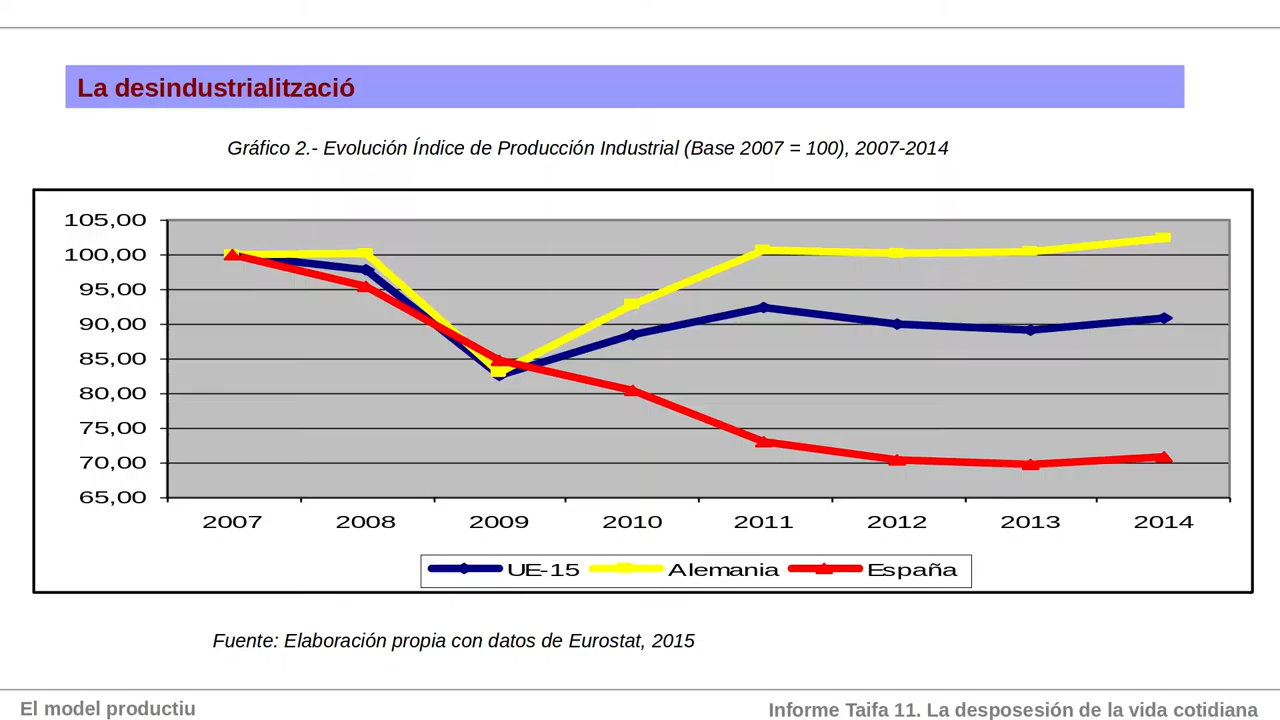 La desindustrialització
Gráfico 2.- Evolución Índice de Producción Industrial (Base 2007 = 100), 2007-2014
105,00
100,00
95,00
90,00
85,00
80,00
75,00
70,00
65,00
2007 2008 2009 2010 2011 2012 2013 2014
UE-15 Alemania España
Fuente: Elaboración propia con datos de Eurostat, 2015
El model productiu
Informe Taifa 11. La desposesión de la vida cotidiana